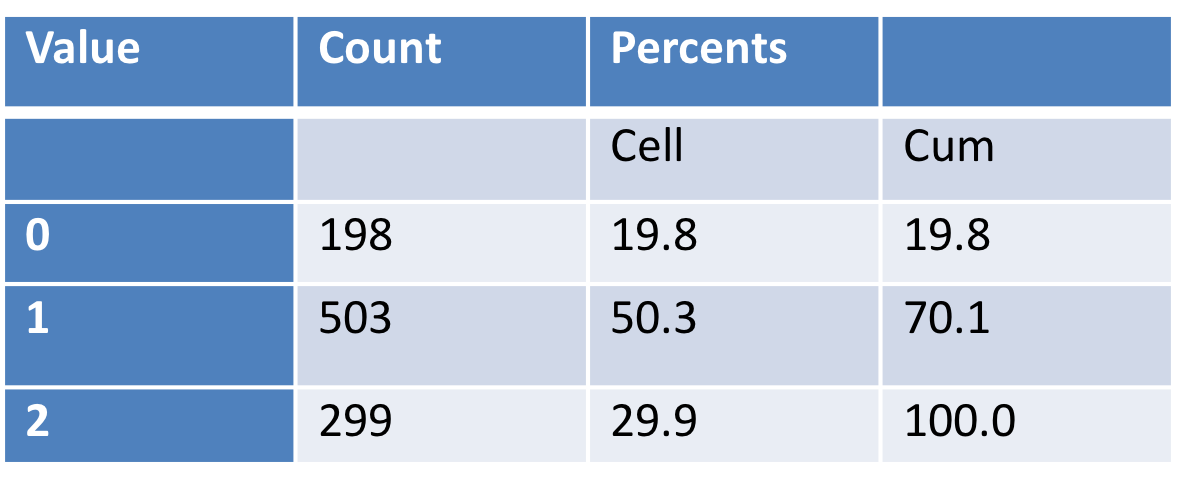 Value Count Percents
Cell Cum
0 198 19.8 19.8
1 503 50.3 70.1
2 299 29.9 100.0